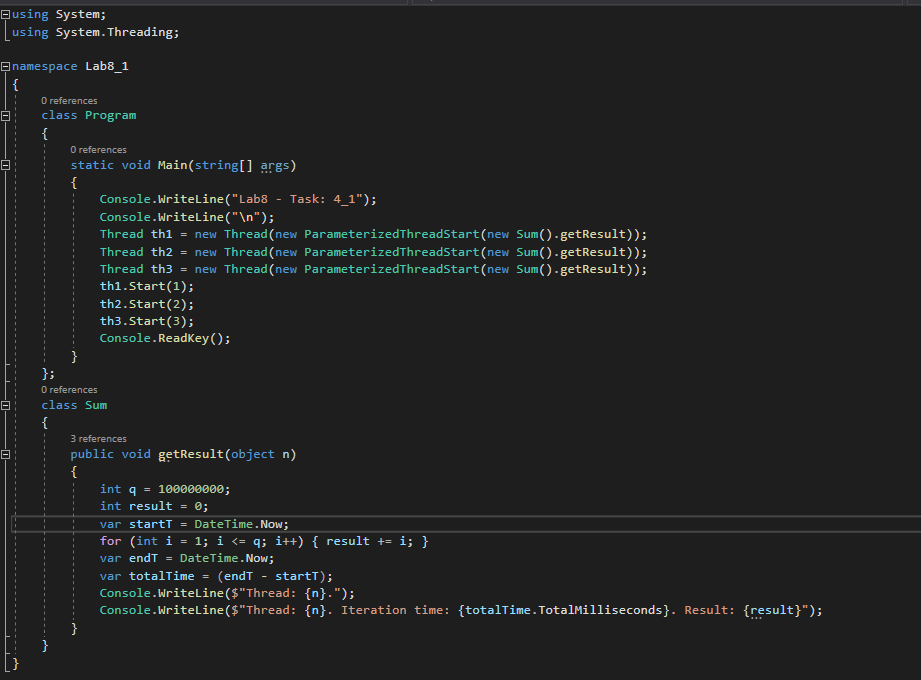 using System;
using System.Threading;
namespace Lab8_1
{
0 references
class Program
{
0 references
static void Main(string[] args)
{
Console.WriteLine("Lab8 - Task: 4_1");
Console.WriteLine("\n");
Thread th1 = new Thread(new ParameterizedThreadStart(new Sum().getResult));
Thread th2 = new Thread(new ParameterizedThreadStart(new Sum().getResult));
Thread th3 = new Thread(new ParameterizedThreadStart(new Sum().getResult));
th1.Start(1);
th2.Start(2);
th3.Start(3);
Console.ReadKey();
}
};
0 references
class Sum
{
3 references
public void getResult(object n)
{
int q = 100000000;
int result = 0;
var startT = DateTime.Now;
for (int i = 1; i <= q; i++) { result += i; }
var endT = DateTime.Now;
var totalTime = (endT - startT);
Console.WriteLine($"Thread: {n}.");
Console.WriteLine($"Thread: {n}. Iteration time: {totalTime.TotalMilliseconds}. Result: {result}");
}
}
}